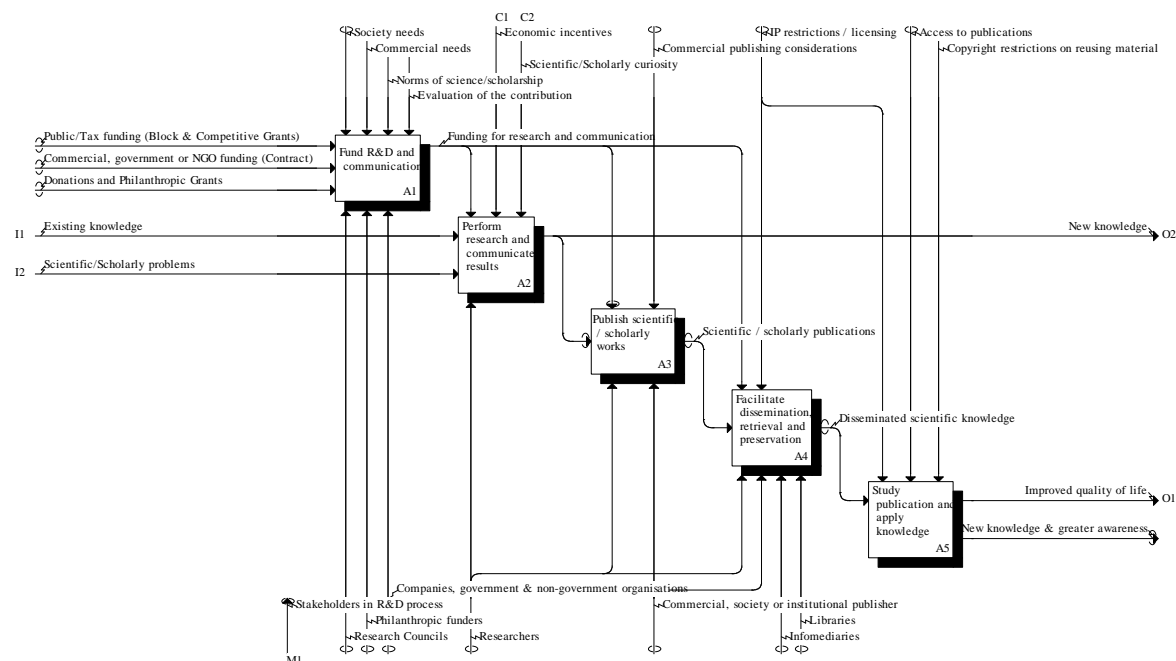 C1 C2
Society needs
Economic incentives
IP restrictions / licensing
Access to publications
Commercial needs
Commercial publishing considerations
Copyright restrictions on reusing material
Scientific/Scholarly curiosity
Norms of science/scholarship
Evaluation of the contribution
Public/Tax funding (Block & Competitive Grants)
Funding for research and communication
Fund R&D and
communication
A1
Commercial, government or NGO funding (Contract)
Donations and Philanthropic Grants
I1
Existing knowledge
Perform
research and
communicate
results
A2
New knowledge
O2
I2
Scientific/Scholarly problems
Publish scientific
/ scholarly
works
A3
Scientific / scholarly publications
Facilitate
dissemination,
retrieval and
preservation
A4
Disseminated scientific knowledge
Study
publication and
apply
knowledge
A5
Improved quality of life
O1
New knowledge & greater awareness
Companies, government & non-government organisations
Stakeholders in R&D process
Commercial, society or institutional publisher
Philanthropic funders
Libraries
Research Councils
Researchers
Infomediaries
M1